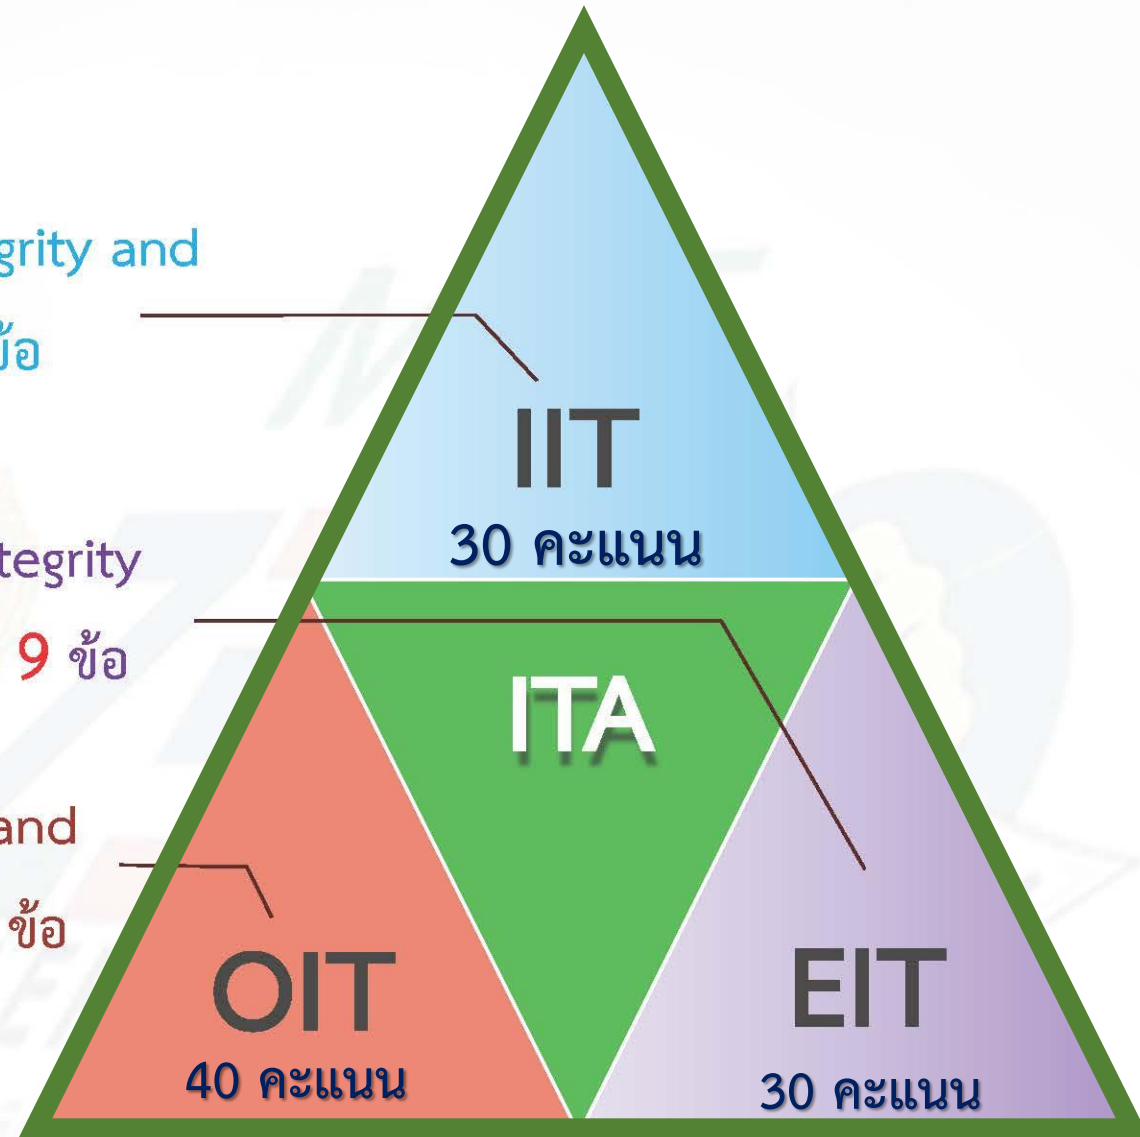 grity and
ข้อ
IIT
30 คะแนน
tegrity
9 ข้อ
ITA
and
ข้อ
OIT
40 คะแนน
EIT
30 คะแนน